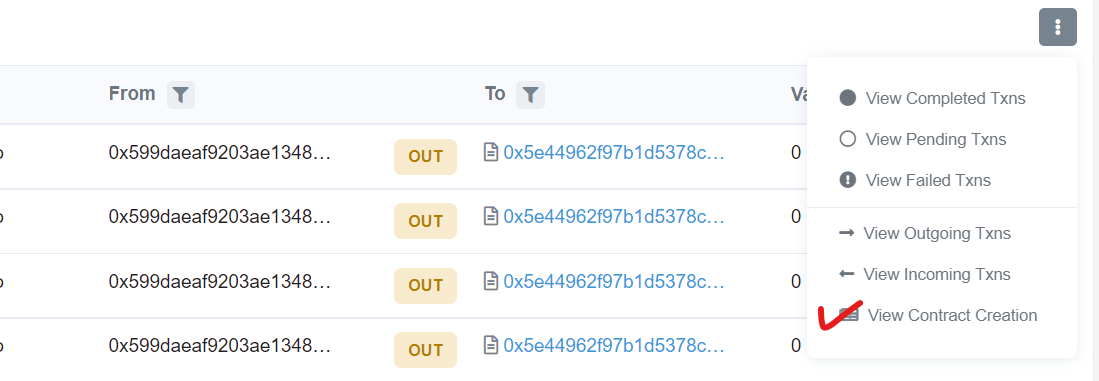 From To Va
View Completed Txns
View Pending Txns
o 0x599daeaf9203ae1348... OUT 0x5e44962f97b1d5378c... 0
View Failed Txns
o 0x599daeaf9203ae1348... OUT 0x5e44962f97b1d5378c... 0
View Outgoing Txns
View Incoming Txns
o 0x599daeaf9203ae1348... OUT 0x5e44962f97b1d5378c... 0
View Contract Creation
o 0x599daeaf9203ae1348... OUT 0x5e44962f97b1d5378c... 0